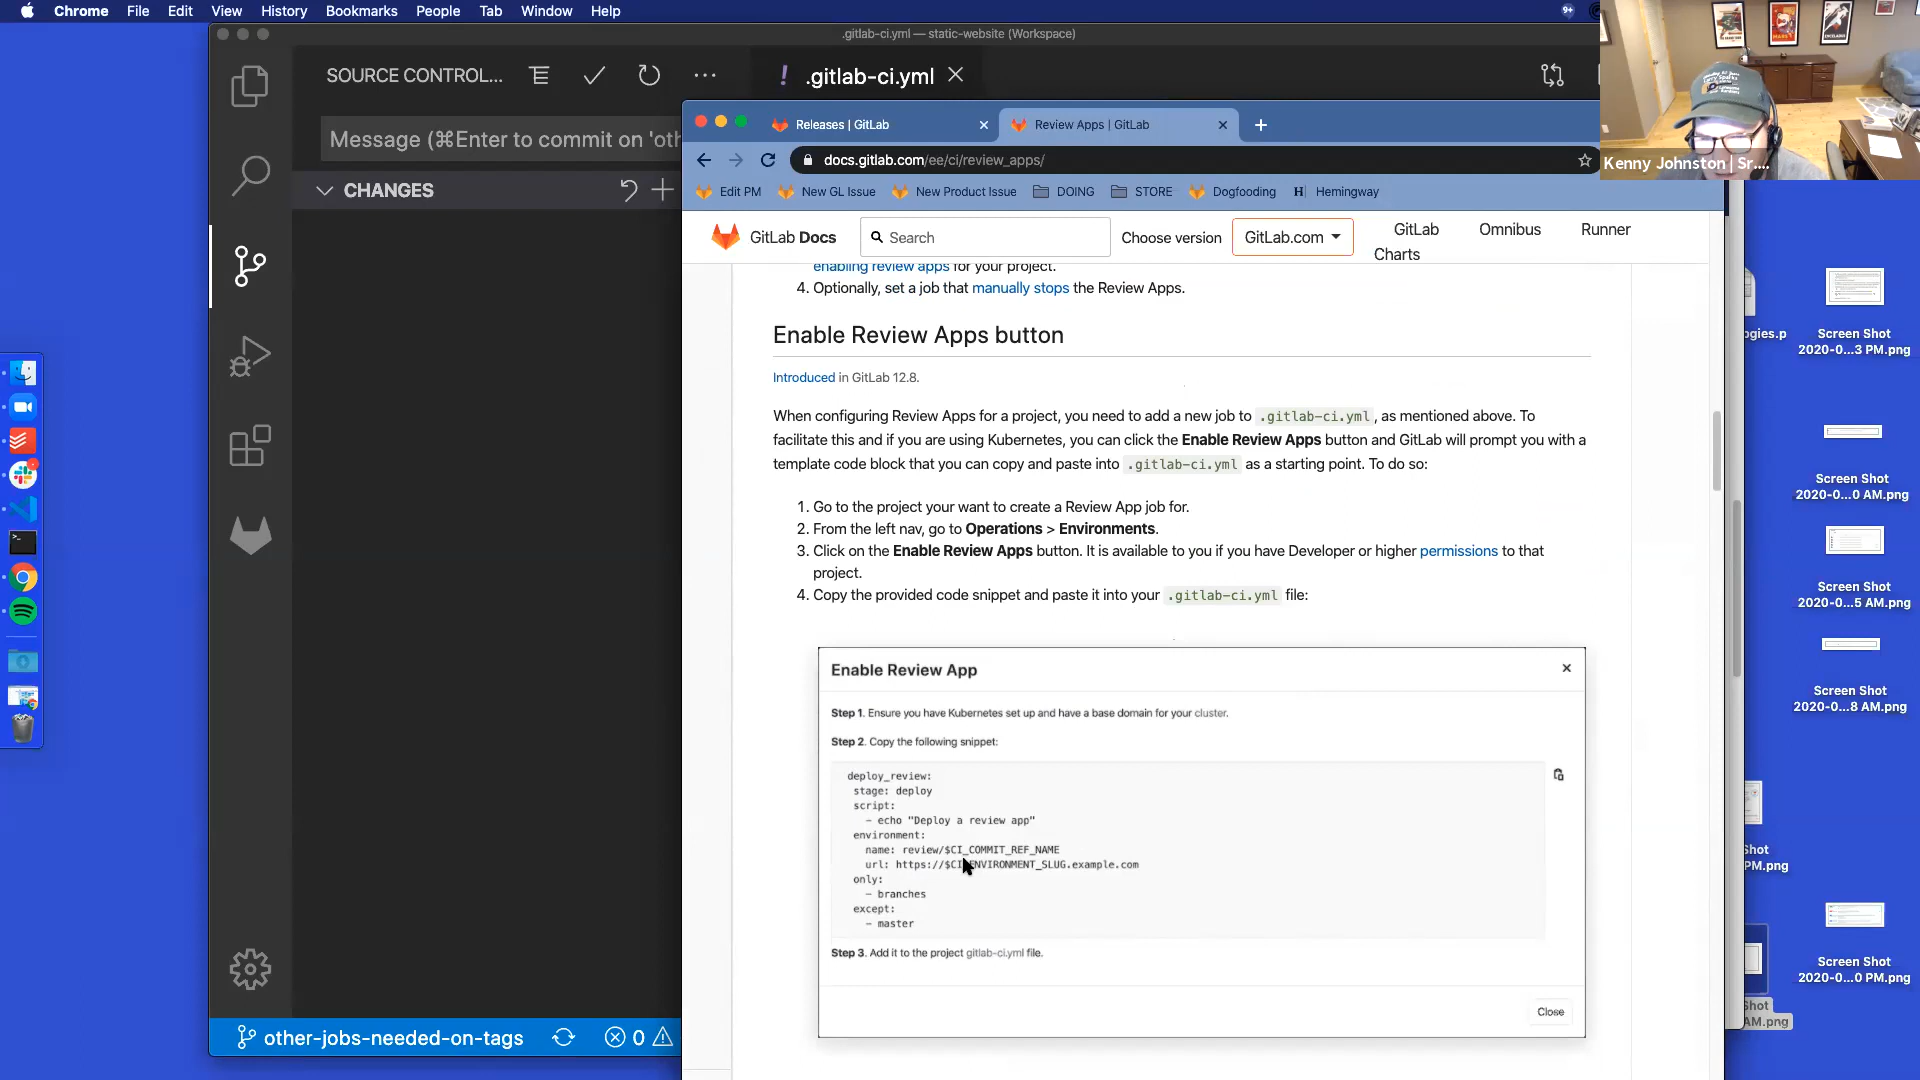 Chrome File Edit View History Bookmarks People Tab Window Help
9+
.gitlab-ci.yml — static-website (Workspace)
SOURCE CONTROL...
! .gitlab-ci.yml
Message (⌘Enter to commit on 'oth
CHANGES
Releases | GitLab
Review Apps | GitLab
docs.gitlab.com/ee/ci/review_apps/
Edit PM New GL Issue New Product Issue DOING STORE Dogfooding H Hemingway
Kenny Johnston | Sr....
GitLab Docs
Search
Choose version
GitLab.com
GitLab
Charts
Omnibus
Runner
enabling review apps for your project.
4. Optionally, set a job that manually stops the Review Apps.
Enable Review Apps button
Introduced in GitLab 12.8.
When configuring Review Apps for a project, you need to add a new job to .gitlab-ci.yml, as mentioned above. To
facilitate this and if you are using Kubernetes, you can click the Enable Review Apps button and GitLab will prompt you with a
template code block that you can copy and paste into .gitlab-ci.yml as a starting point. To do so:
1. Go to the project your want to create a Review App job for.
2. From the left nav, go to Operations > Environments.
3. Click on the Enable Review Apps button. It is available to you if you have Developer or higher permissions to that
project.
4. Copy the provided code snippet and paste it into your .gitlab-ci.yml file:
Enable Review App
Step 1. Ensure you have Kubernetes set up and have a base domain for your cluster.
Step 2. Copy the following snippet:
deploy_review:
stage: deploy
script:
- echo "Deploy a review app"
environment:
name: review/$CI_COMMIT_REF_NAME
url: https://$CI_ENVIRONMENT_SLUG.example.com
only:
- branches
except:
- master
Step 3. Add it to the project gitlab-ci.yml file.
Close
other-jobs-needed-on-tags
0
ogies.p
Screen Shot
2020-0...3 PM.png
Screen Shot
2020-0...0 AM.png
Screen Shot
2020-0...5 AM.png
Screen Shot
2020-0...8 AM.png
Shot
PM.png
Screen Shot
2020-0...0 PM.png
Shot
AM.png